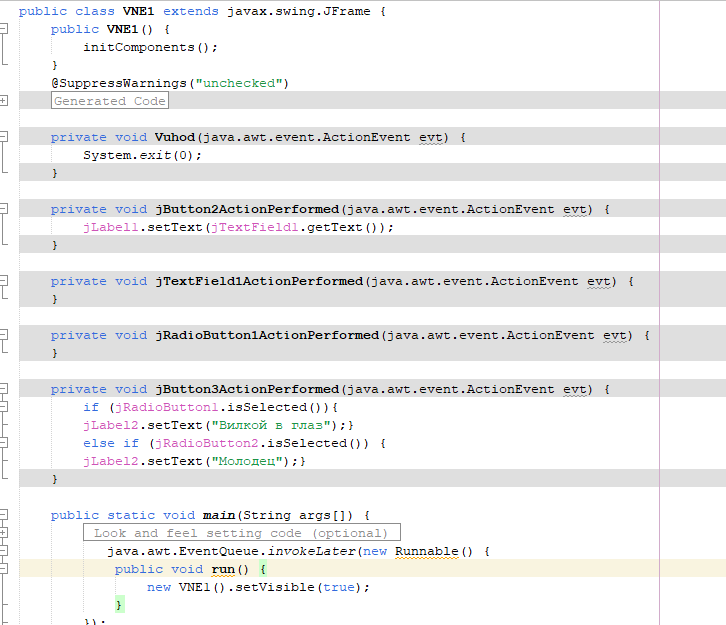 public class VNE1 extends javax.swing.JFrame {
public VNE1() {
initComponents();
}
@SuppressWarnings("unchecked")
Generated Code
private void Vuhod(java.awt.event.ActionEvent evt) {
System.exit(0);
}
private void jButton2ActionPerformed(java.awt.event.ActionEvent evt) {
jLabel1.setText(jTextField1.getText());
}
private void jTextField1ActionPerformed(java.awt.event.ActionEvent evt) {
}
private void jRadioButton1ActionPerformed(java.awt.event.ActionEvent evt) {
}
private void jButton3ActionPerformed(java.awt.event.ActionEvent evt) {
if (jRadioButton1.isSelected()){
jLabel2.setText("Вилкой в глаз");}
else if (jRadioButton2.isSelected()) {
jLabel2.setText("Молодец");}
}
public static void main(String args[]) {
Look and feel setting code (optional)
java.awt.EventQueue.invokeLater(new Runnable() {
public void run() {
new VNE1().setVisible(true);
}
});